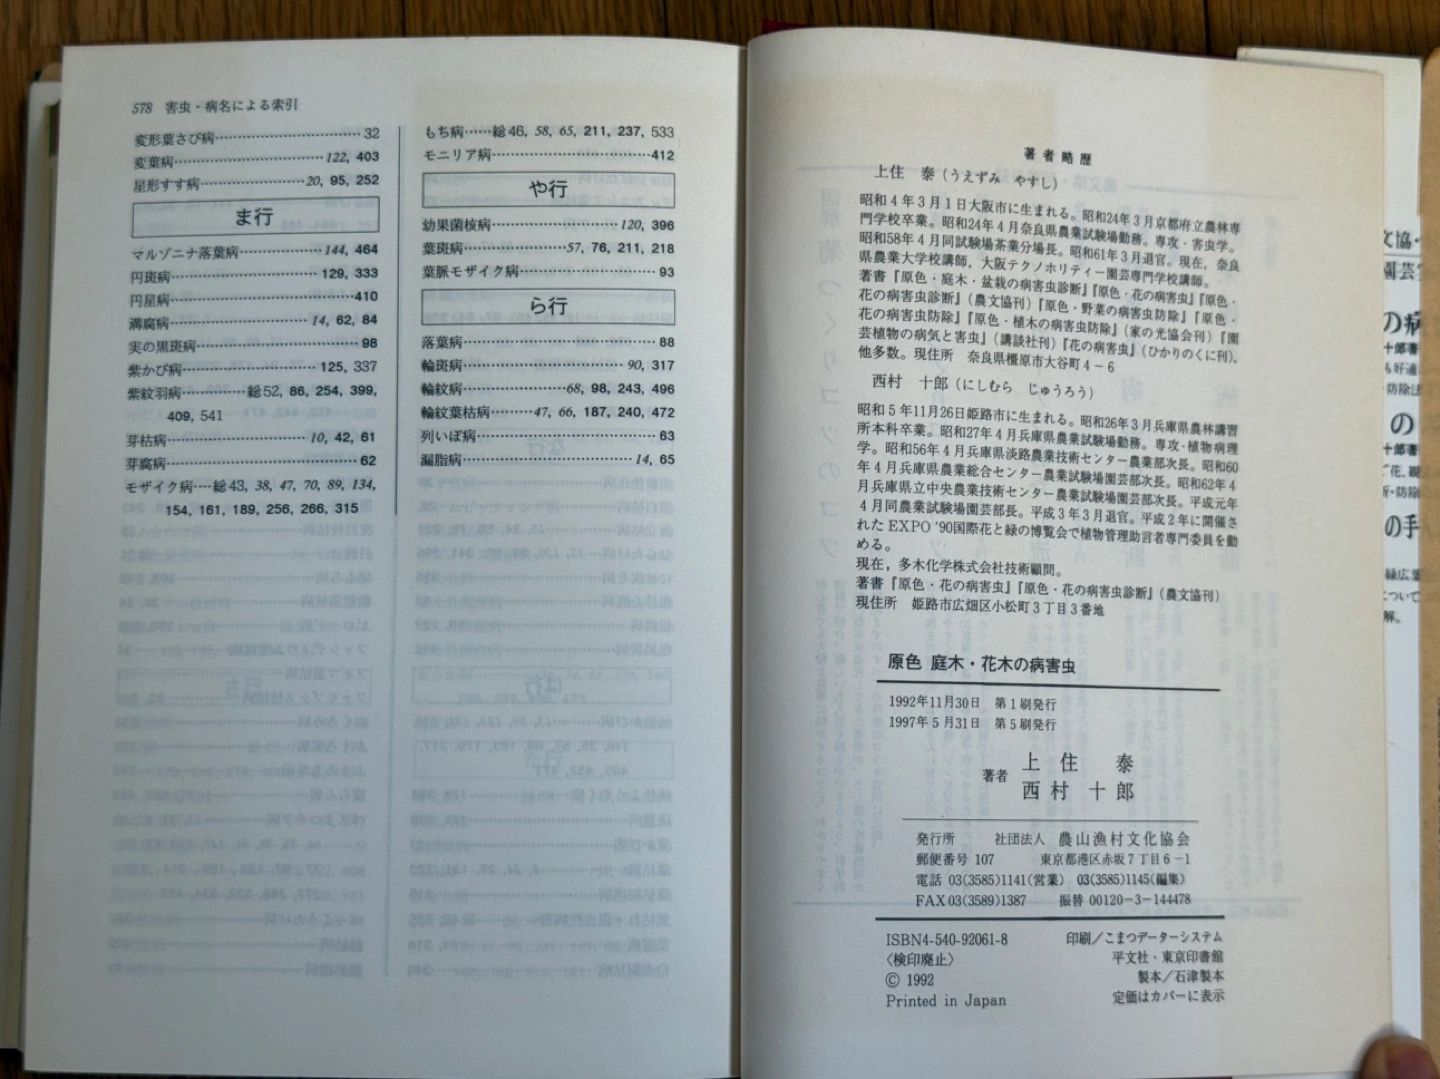 578 害虫・病名による索引
変形葉さび病……………………………32
変葉病……………………………122, 403
星形すす病……………………20, 95, 252
ま行
マルゾニナ落葉病………………144, 464
円斑病……………………………129, 333
円星病…………………………………410
溝腐病…………………………14, 62, 84
実の黒斑病………………………………98
紫かび病…………………………125, 337
紫紋羽病…………総52, 86, 254, 399,
409, 541
芽枯病…………………………10, 42, 61
芽腐病……………………………………62
モザイク病‥‥総43, 38, 47, 70, 89, 134,
154, 161, 189, 256, 266, 315
もち病……総46, 58, 65, 211, 237, 533
モニリア病………………………………412
や行
幼果菌核病………………………120, 396
葉斑病…………………57, 76, 211, 218
葉脈モザイク病…………………………93
ら行
落葉病……………………………………88
輪斑病……………………………90, 317
輪紋病…………………68, 98, 243, 496
輪紋葉枯病…………47, 66, 187, 240, 472
列いぼ病…………………………………63
漏脂病……………………………14, 65
著者略歴
上住　泰（うえずみ　やすし）
昭和4年3月1日大阪市に生まれる。昭和24年3月京都府立農林専
門学校卒業。昭和24年4月奈良県農業試験場勤務。専攻・害虫学。
昭和58年4月同試験場茶業分場長。昭和61年3月退官。現在，奈良
県農業大学校講師，大阪テクノホリティー園芸専門学校講師。
著書『原色・庭木・盆栽の病害虫診断』『原色・花の病害虫』『原色・
花の病害虫診断』（農文協刊）『原色・野菜の病害虫防除』『原色・
花の病害虫防除』『原色・植木の病害虫防除』（家の光協会刊）『園
芸植物の病気と害虫』（講談社刊）『花の病害虫』（ひかりのくに刊），
他多数。現住所　奈良県橿原市大谷町4－6
西村　十郎（にしむら　じゅうろう）
昭和5年11月26日姫路市に生まれる。昭和26年3月兵庫県農林講習
所本科卒業。昭和27年4月兵庫県農業試験場勤務。専攻・植物病理
学。昭和56年4月兵庫県淡路農業技術センター農業部次長。昭和60
年4月兵庫県農業総合センター農業試験場園芸部次長。昭和62年4
月兵庫県立中央農業技術センター農業試験場園芸部次長。平成元年
4月同農業試験場園芸部長。平成3年3月退官。平成2年に開催さ
れた EXPO '90国際花と緑の博覧会で植物管理助言者専門委員を勤
める。
現在，多木化学株式会社技術顧問。
著書『原色・花の病害虫』『原色・花の病害虫診断』（農文協刊）
現住所　姫路市広畑区小松町3丁目3番地
原色 庭木・花木の病害虫
1992年11月30日　第1刷発行
1997年5月31日　第5刷発行
著者　上住　泰
西村　十郎
発行所　社団法人　農山漁村文化協会
郵便番号 107　東京都港区赤坂7丁目6－1
電話 03(3585)1141(営業)　03(3585)1145(編集)
FAX 03(3589)1387　振替 00120－3－144478
ISBN4-540-92061-8
〈検印廃止〉
© 1992
Printed in Japan
印刷／こまつデーターシステム
平文社・東京印書館
製本／石津製本
定価はカバーに表示